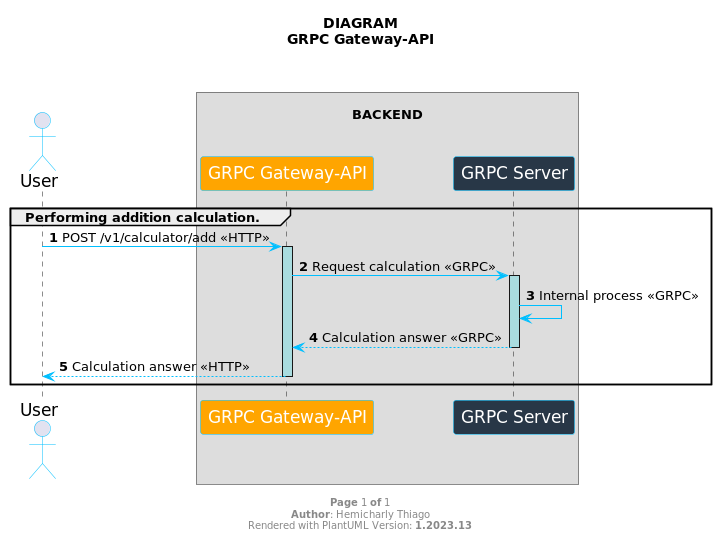 DIAGRAM
GRPC Gateway-API
BACKEND
User
GRPC Gateway-API
GRPC Server
Performing addition calculation.
1 POST /v1/calculator/add «HTTP»
2 Request calculation «GRPC»
3 Internal process «GRPC»
4 Calculation answer «GRPC»
5 Calculation answer «HTTP»
User
GRPC Gateway-API
GRPC Server
Page 1 of 1
Author: Hemicharly Thiago
Rendered with PlantUML Version: 1.2023.13